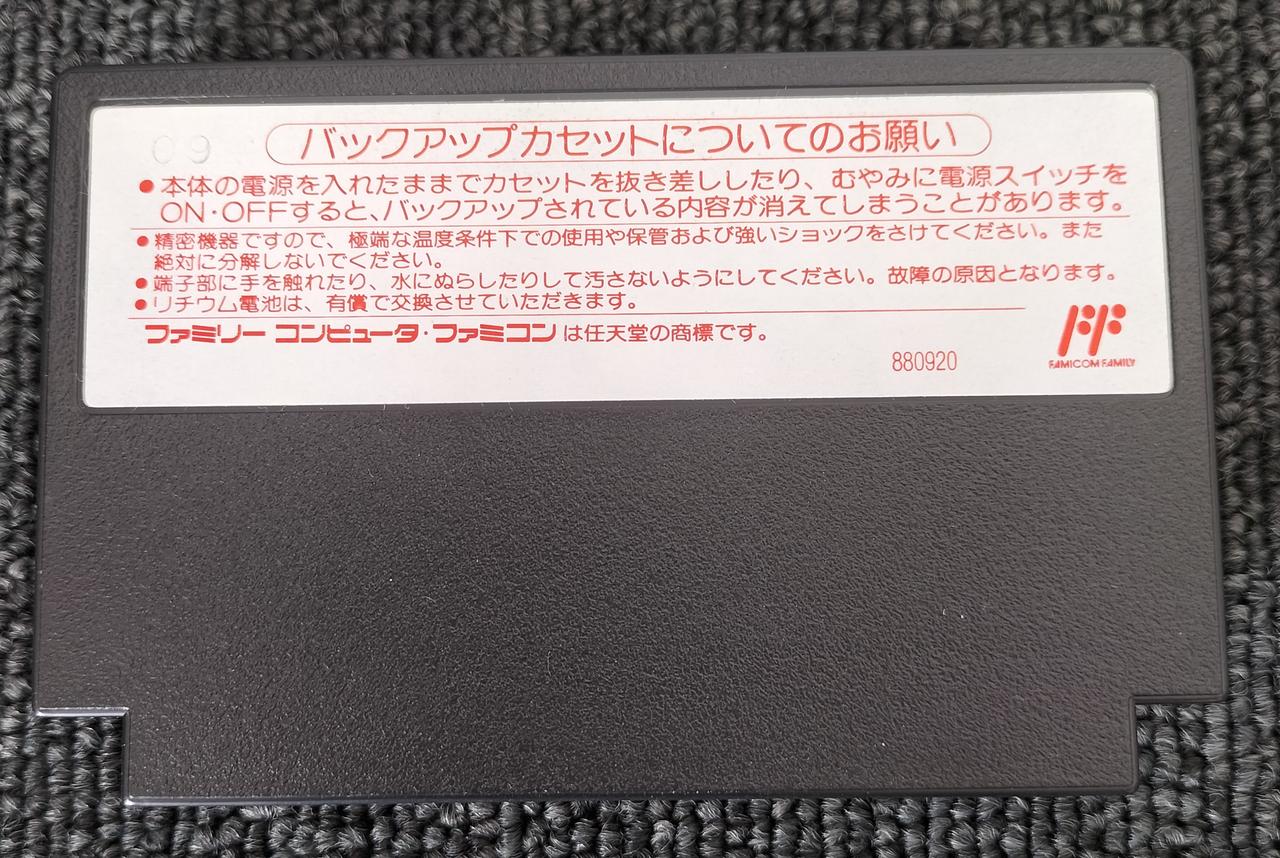 09
バックアップカセットについてのお願い
●本体の電源を入れたままでカセットを抜き差ししたり、むやみに電源スイッチを
ON・OFFすると、バックアップされている内容が消えてしまうことがあります。
●精密機器ですので、極端な温度条件下での使用や保管および強いショックをさけてください。また
絶対に分解しないでください。
●端子部に手を触れたり、水にぬらしたりして汚さないようにしてください。故障の原因となります。
●リチウム電池は、有償で交換させていただきます。
ファミリー コンピュータ・ファミコンは任天堂の商標です。
880920
FF
FAMICOM FAMILY